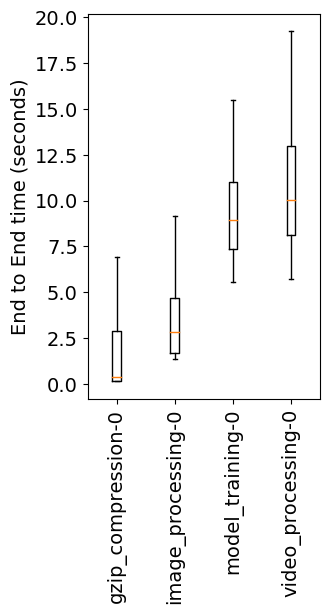 20.0
17.5
15.0
12.5
10.0
7.5
5.0
2.5
0.0
End to End time (seconds)
gzip_compression-0
image_processing-0
model_training-0
video_processing-0